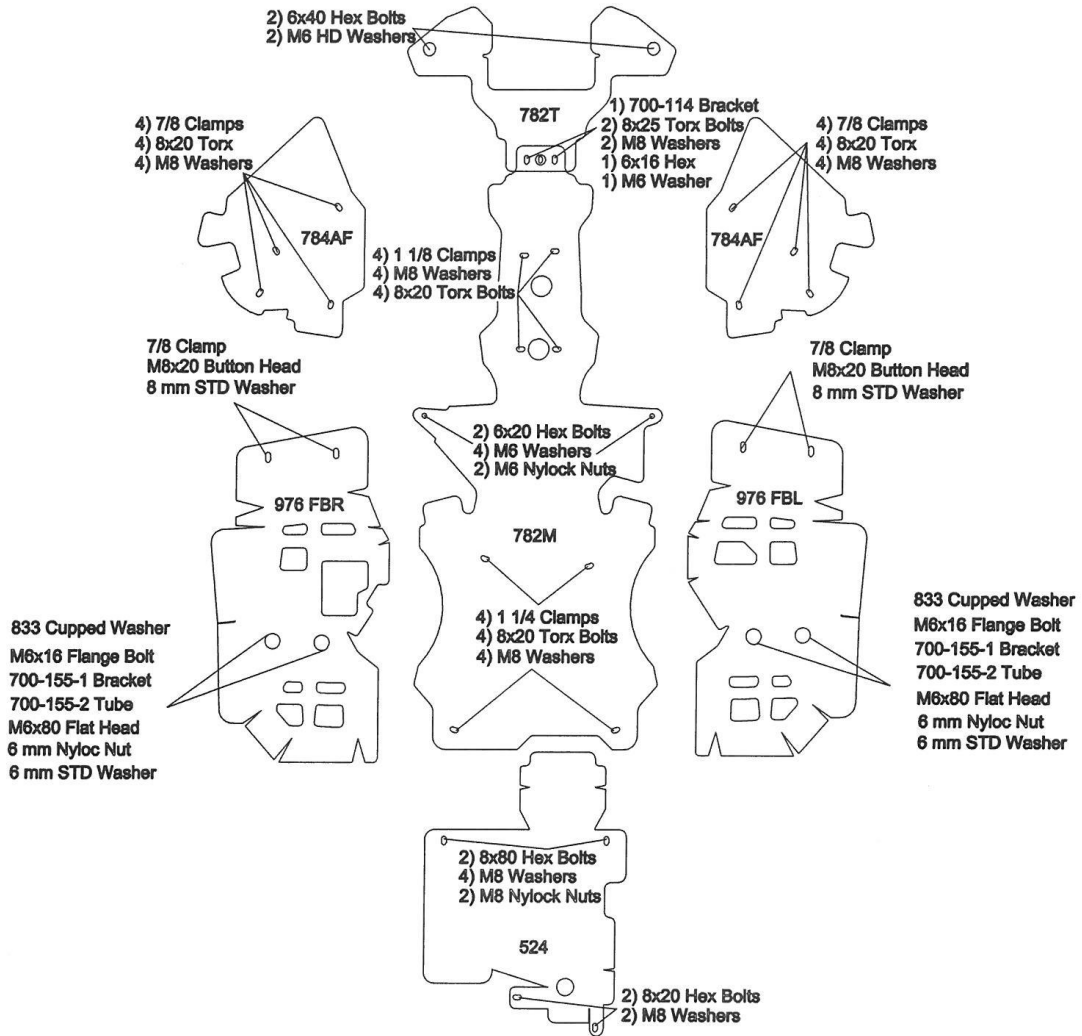 2) 6x40 Hex Bolts
2) M6 HD Washers
782T
1) 700-114 Bracket
2) 8x25 Torx Bolts
2) M8 Washers
1) 6x16 Hex
1) M6 Washer
4) 7/8 Clamps
4) 8x20 Torx
4) M8 Washers
784AF
4) 7/8 Clamps
4) 8x20 Torx
4) M8 Washers
784AF
4) 1 1/8 Clamps
4) M8 Washers
4) 8x20 Torx Bolts
7/8 Clamp
M8x20 Button Head
8 mm STD Washer
7/8 Clamp
M8x20 Button Head
8 mm STD Washer
2) 6x20 Hex Bolts
4) M6 Washers
2) M6 Nylock Nuts
976 FBR
782M
976 FBL
4) 1 1/4 Clamps
4) 8x20 Torx Bolts
4) M8 Washers
833 Cupped Washer
M6x16 Flange Bolt
700-155-1 Bracket
700-155-2 Tube
M6x80 Flat Head
6 mm Nyloc Nut
6 mm STD Washer
833 Cupped Washer
M6x16 Flange Bolt
700-155-1 Bracket
700-155-2 Tube
M6x80 Flat Head
6 mm Nyloc Nut
6 mm STD Washer
2) 8x80 Hex Bolts
4) M8 Washers
2) M8 Nylock Nuts
524
2) 8x20 Hex Bolts
2) M8 Washers